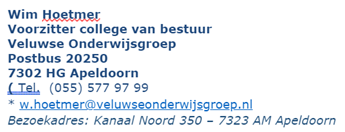 Wim Hoetmer
Voorzitter college van bestuur
Veluwse Onderwijsgroep
Postbus 20250
7302 HG Apeldoorn
( Tel.  (055) 577 97 99
* w.hoetmer@veluwseonderwijsgroep.nl
Bezoekadres: Kanaal Noord 350 – 7323 AM Apeldoorn